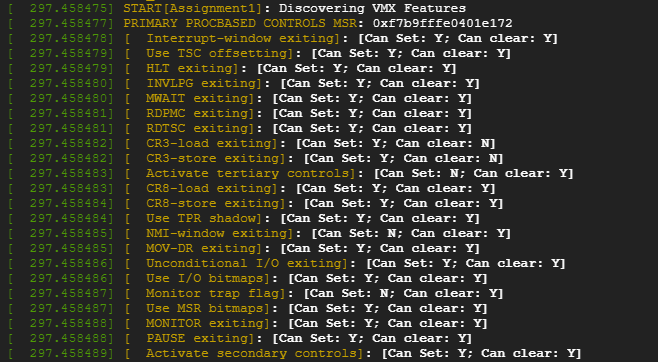 [  297.458475] START[Assignment1]: Discovering VMX Features
[  297.458477] PRIMARY PROCBASED CONTROLS MSR: 0xf7b9fffe0401e172
[  297.458478] [  Interrupt-window exiting]: [Can Set: Y; Can clear: Y]
[  297.458479] [  Use TSC offsetting]: [Can Set: Y; Can clear: Y]
[  297.458479] [  HLT exiting]: [Can Set: Y; Can clear: Y]
[  297.458480] [  INVLPG exiting]: [Can Set: Y; Can clear: Y]
[  297.458480] [  MWAIT exiting]: [Can Set: Y; Can clear: Y]
[  297.458481] [  RDPMC exiting]: [Can Set: Y; Can clear: Y]
[  297.458481] [  RDTSC exiting]: [Can Set: Y; Can clear: Y]
[  297.458482] [  CR3-load exiting]: [Can Set: Y; Can clear: N]
[  297.458482] [  CR3-store exiting]: [Can Set: Y; Can clear: N]
[  297.458483] [  Activate tertiary controls]: [Can Set: N; Can clear: Y]
[  297.458483] [  CR8-load exiting]: [Can Set: Y; Can clear: Y]
[  297.458484] [  CR8-store exiting]: [Can Set: Y; Can clear: Y]
[  297.458484] [  Use TPR shadow]: [Can Set: Y; Can clear: Y]
[  297.458485] [  NMI-window exiting]: [Can Set: N; Can clear: Y]
[  297.458485] [  MOV-DR exiting]: [Can Set: Y; Can clear: Y]
[  297.458486] [  Unconditional I/O exiting]: [Can Set: Y; Can clear: Y]
[  297.458486] [  Use I/O bitmaps]: [Can Set: Y; Can clear: Y]
[  297.458487] [  Monitor trap flag]: [Can Set: N; Can clear: Y]
[  297.458487] [  Use MSR bitmaps]: [Can Set: Y; Can clear: Y]
[  297.458488] [  MONITOR exiting]: [Can Set: Y; Can clear: Y]
[  297.458488] [  PAUSE exiting]: [Can Set: Y; Can clear: Y]
[  297.458489] [  Activate secondary controls]: [Can Set: Y; Can clear: Y]